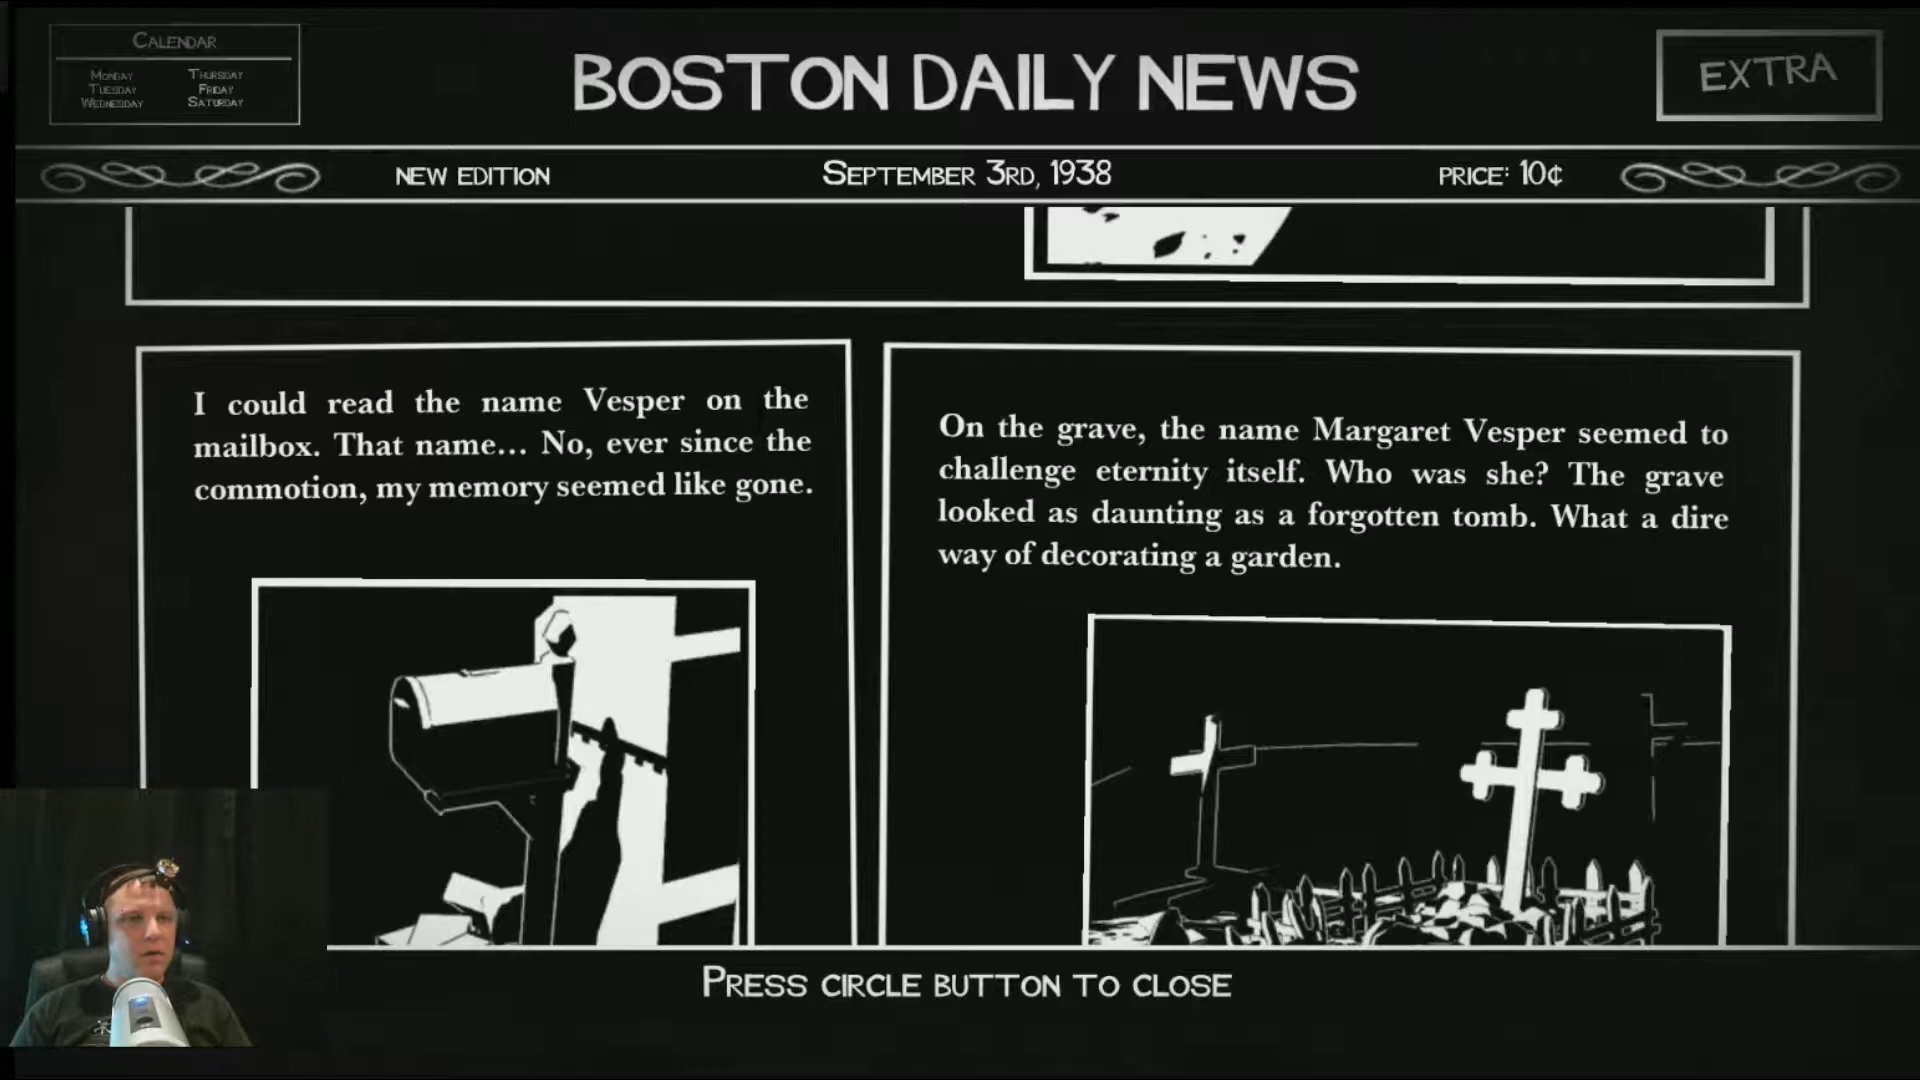 CALENDAR
MONDAY THURSDAY
TUESDAY FRIDAY
WEDNESDAY SATURDAY
BOSTON DAILY NEWS
EXTRA
NEW EDITION
SEPTEMBER 3RD, 1938
PRICE: 10¢
I could read the name Vesper on the
mailbox. That name... No, ever since the
commotion, my memory seemed like gone.
On the grave, the name Margaret Vesper seemed to
challenge eternity itself. Who was she? The grave
looked as daunting as a forgotten tomb. What a dire
way of decorating a garden.
PRESS CIRCLE BUTTON TO CLOSE